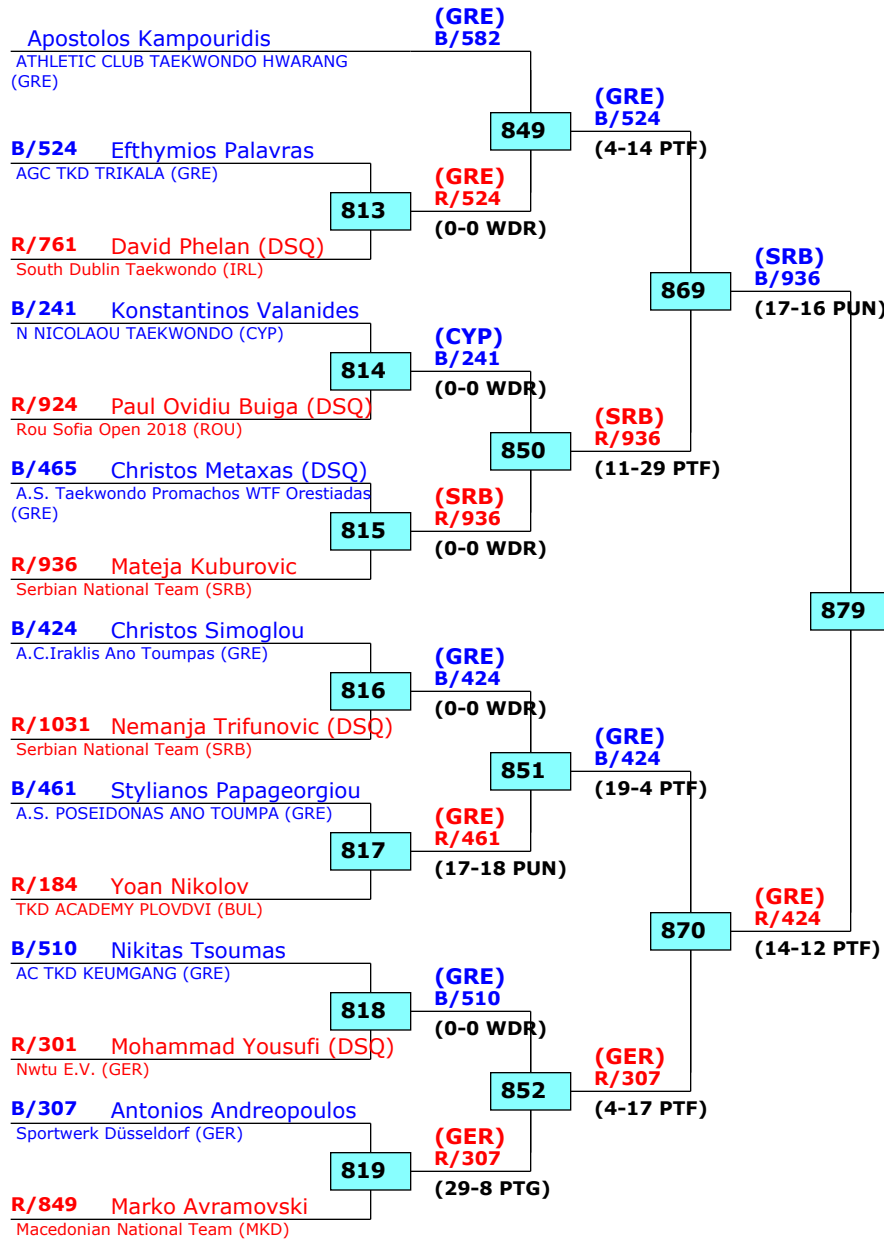 Apostolos Kampouridis
ATHLETIC CLUB TAEKWONDO HWARANG
(GRE)
(GRE)
B/582
849
(GRE)
B/524
(4-14 PTF)
B/524 Efthymios Palavras
AGC TKD TRIKALA (GRE)
813
(GRE)
R/524
(0-0 WDR)
R/761 David Phelan (DSQ)
South Dublin Taekwondo (IRL)
869
(SRB)
B/936
(17-16 PUN)
B/241 Konstantinos Valanides
N NICOLAOU TAEKWONDO (CYP)
814
(CYP)
B/241
(0-0 WDR)
R/924 Paul Ovidiu Buiga (DSQ)
Rou Sofia Open 2018 (ROU)
850
(SRB)
R/936
(11-29 PTF)
B/465 Christos Metaxas (DSQ)
A.S. Taekwondo Promachos WTF Orestiadas
(GRE)
815
(SRB)
R/936
(0-0 WDR)
R/936 Mateja Kuburovic
Serbian National Team (SRB)
879
B/424 Christos Simoglou
A.C.Iraklis Ano Toumpas (GRE)
816
(GRE)
B/424
(0-0 WDR)
R/1031 Nemanja Trifunovic (DSQ)
Serbian National Team (SRB)
851
(GRE)
B/424
(19-4 PTF)
B/461 Stylianos Papageorgiou
A.S. POSEIDONAS ANO TOUMPA (GRE)
817
(GRE)
R/461
(17-18 PUN)
R/184 Yoan Nikolov
TKD ACADEMY PLOVDVI (BUL)
870
(GRE)
R/424
(14-12 PTF)
B/510 Nikitas Tsoumas
AC TKD KEUMGANG (GRE)
818
(GRE)
B/510
(0-0 WDR)
R/301 Mohammad Yousufi (DSQ)
Nwtu E.V. (GER)
852
(GER)
R/307
(4-17 PTF)
B/307 Antonios Andreopoulos
Sportwerk Düsseldorf (GER)
819
(GER)
R/307
(29-8 PTG)
R/849 Marko Avramovski
Macedonian National Team (MKD)